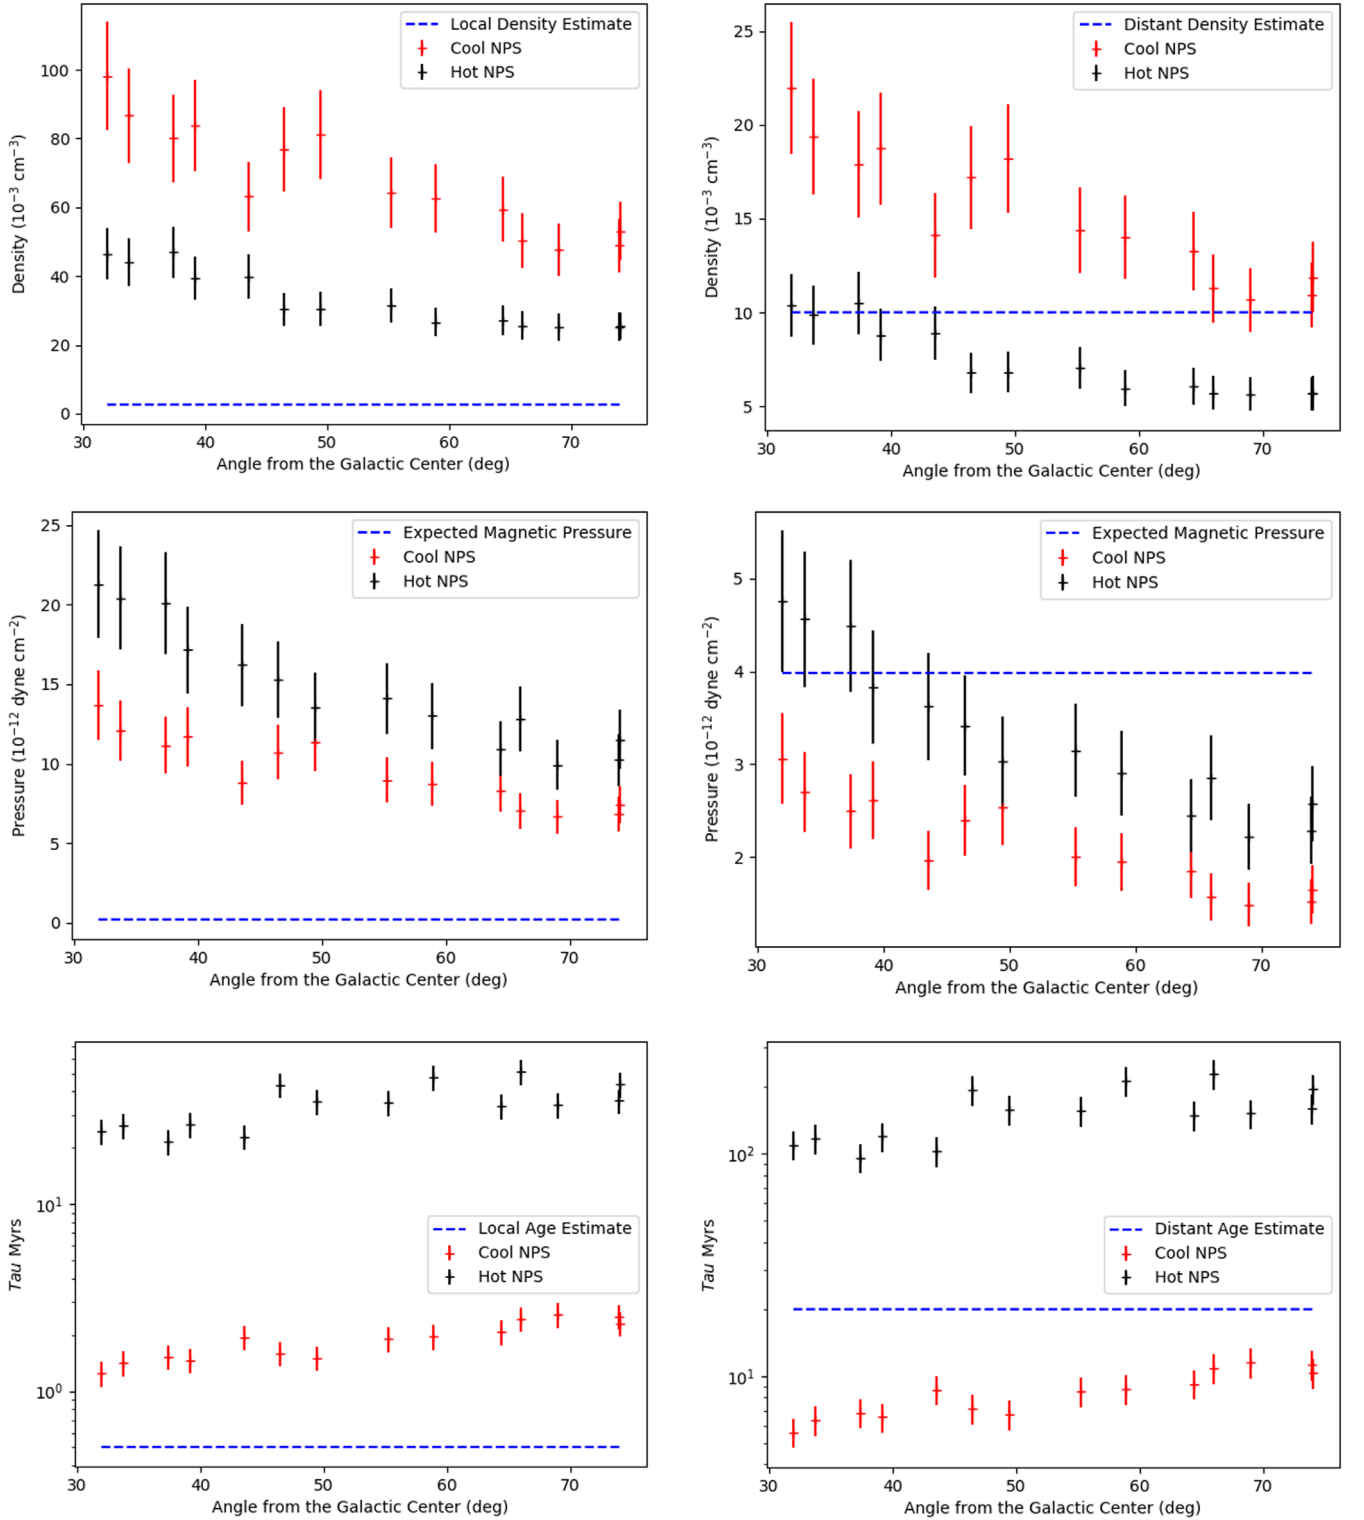 Local Density Estimate
Cool NPS
Hot NPS
100
80
60
40
20
0
Density (10⁻³ cm⁻³)
30 40 50 60 70
Angle from the Galactic Center (deg)
Distant Density Estimate
Cool NPS
Hot NPS
25
20
15
10
5
Density (10⁻³ cm⁻³)
30 40 50 60 70
Angle from the Galactic Center (deg)
Expected Magnetic Pressure
Cool NPS
Hot NPS
25
20
15
10
5
0
Pressure (10⁻¹² dyne cm⁻²)
30 40 50 60 70
Angle from the Galactic Center (deg)
Expected Magnetic Pressure
Cool NPS
Hot NPS
5
4
3
2
Pressure (10⁻¹² dyne cm⁻²)
30 40 50 60 70
Angle from the Galactic Center (deg)
10¹
10⁰
Tau Myrs
Local Age Estimate
Cool NPS
Hot NPS
30 40 50 60 70
Angle from the Galactic Center (deg)
10²
10¹
Tau Myrs
Distant Age Estimate
Cool NPS
Hot NPS
30 40 50 60 70
Angle from the Galactic Center (deg)